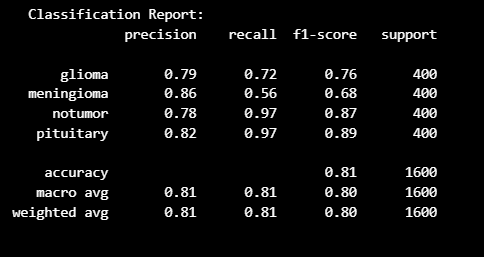 Classification Report:
precision recall f1-score support
glioma 0.79 0.72 0.76 400
meningioma 0.86 0.56 0.68 400
notumor 0.78 0.97 0.87 400
pituitary 0.82 0.97 0.89 400
accuracy 0.81 1600
macro avg 0.81 0.81 0.80 1600
weighted avg 0.81 0.81 0.80 1600